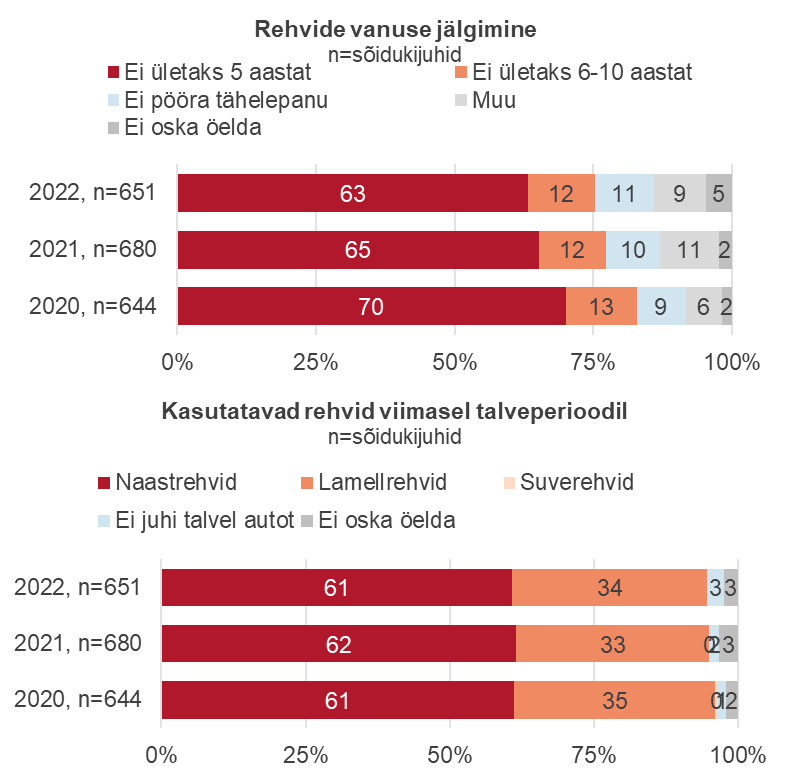 Rehvide vanuse jälgimine
n=sõidukijuhid
Ei ületaks 5 aastat Ei ületaks 6-10 aastat
Ei pööra tähelepanu Muu
Ei oska öelda
2022, n=651 63 12 11 9 5
2021, n=680 65 12 10 11 2
2020, n=644 70 13 9 6 2
0% 25% 50% 75% 100%
Kasutatavad rehvid viimasel talveperioodil
n=sõidukijuhid
Naastrehvid Lamellrehvid Suverehvid
Ei juhi talvel autot Ei oska öelda
2022, n=651 61 34 3 3
2021, n=680 62 33 0 2 3
2020, n=644 61 35 0 1 2
0% 25% 50% 75% 100%